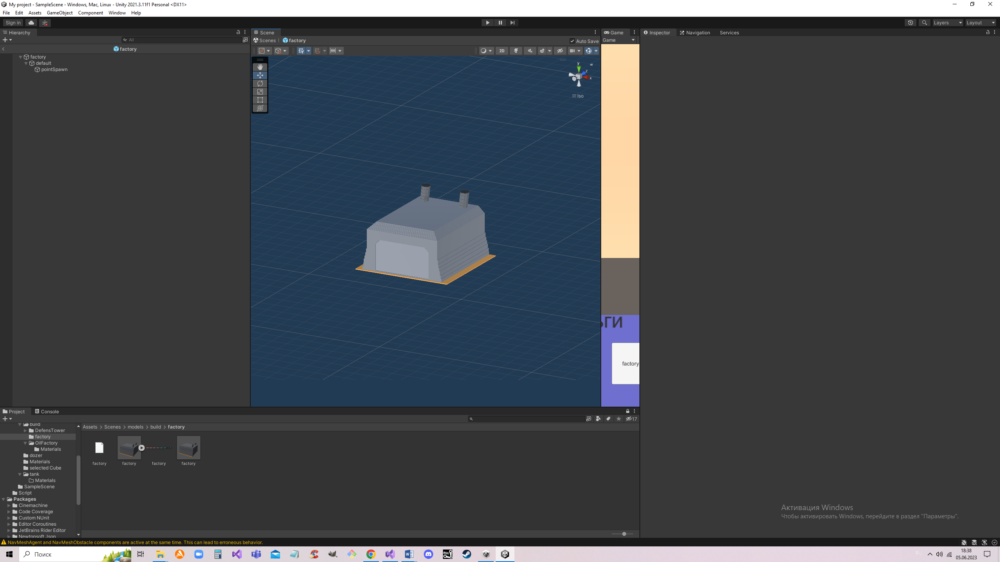 My project - SampleScene - Windows, Mac, Linux - Unity 2021.3.11f1 Personal <DX11>
File Edit Assets GameObject Component Window Help
Sign in
Layers
Layout
Hierarchy
Scene
Game
Inspector
Navigation
Services
All
Scenes
factory
Auto Save
Game
factory
2D
factory
default
pointSpawn
y
z
x
Iso
ьги
factory
Project
Console
17
build
DefensTower
factory
OilFactory
Materials
dozer
Materials
selected Cube
tank
Materials
SampleScene
Script
Packages
Cinemachine
Code Coverage
Custom NUnit
Editor Coroutines
JetBrains Rider Editor
Newtonsoft Json
Assets > Scenes > models > build > factory
factory
factory
factory
factory
Активация Windows
Чтобы активировать Windows, перейдите в раздел "Параметры".
NavMeshAgent and NavMeshObstacle components are active at the same time. This can lead to erroneous behavior.
Поиск
18:38
05.06.2023